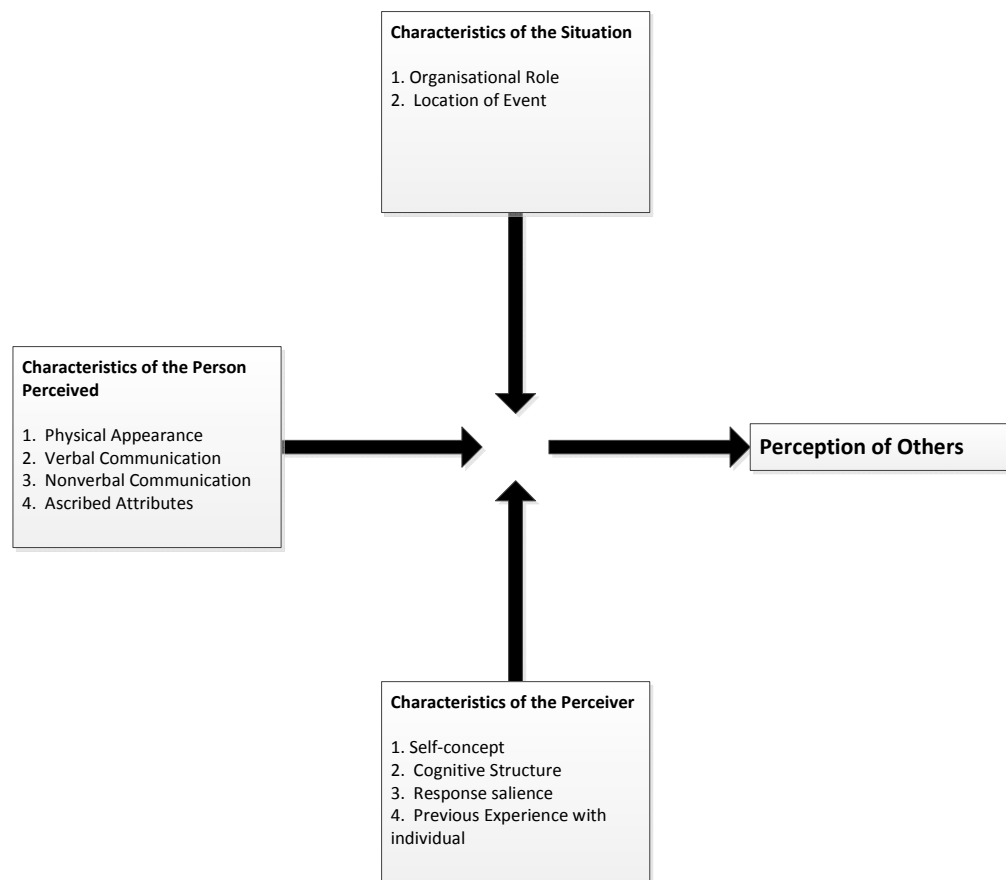 Characteristics of the Situation
1. Organisational Role
2. Location of Event
Characteristics of the Person
Perceived
1. Physical Appearance
2. Verbal Communication
3. Nonverbal Communication
4. Ascribed Attributes
Perception of Others
Characteristics of the Perceiver
1. Self-concept
2. Cognitive Structure
3. Response salience
4. Previous Experience with
individual